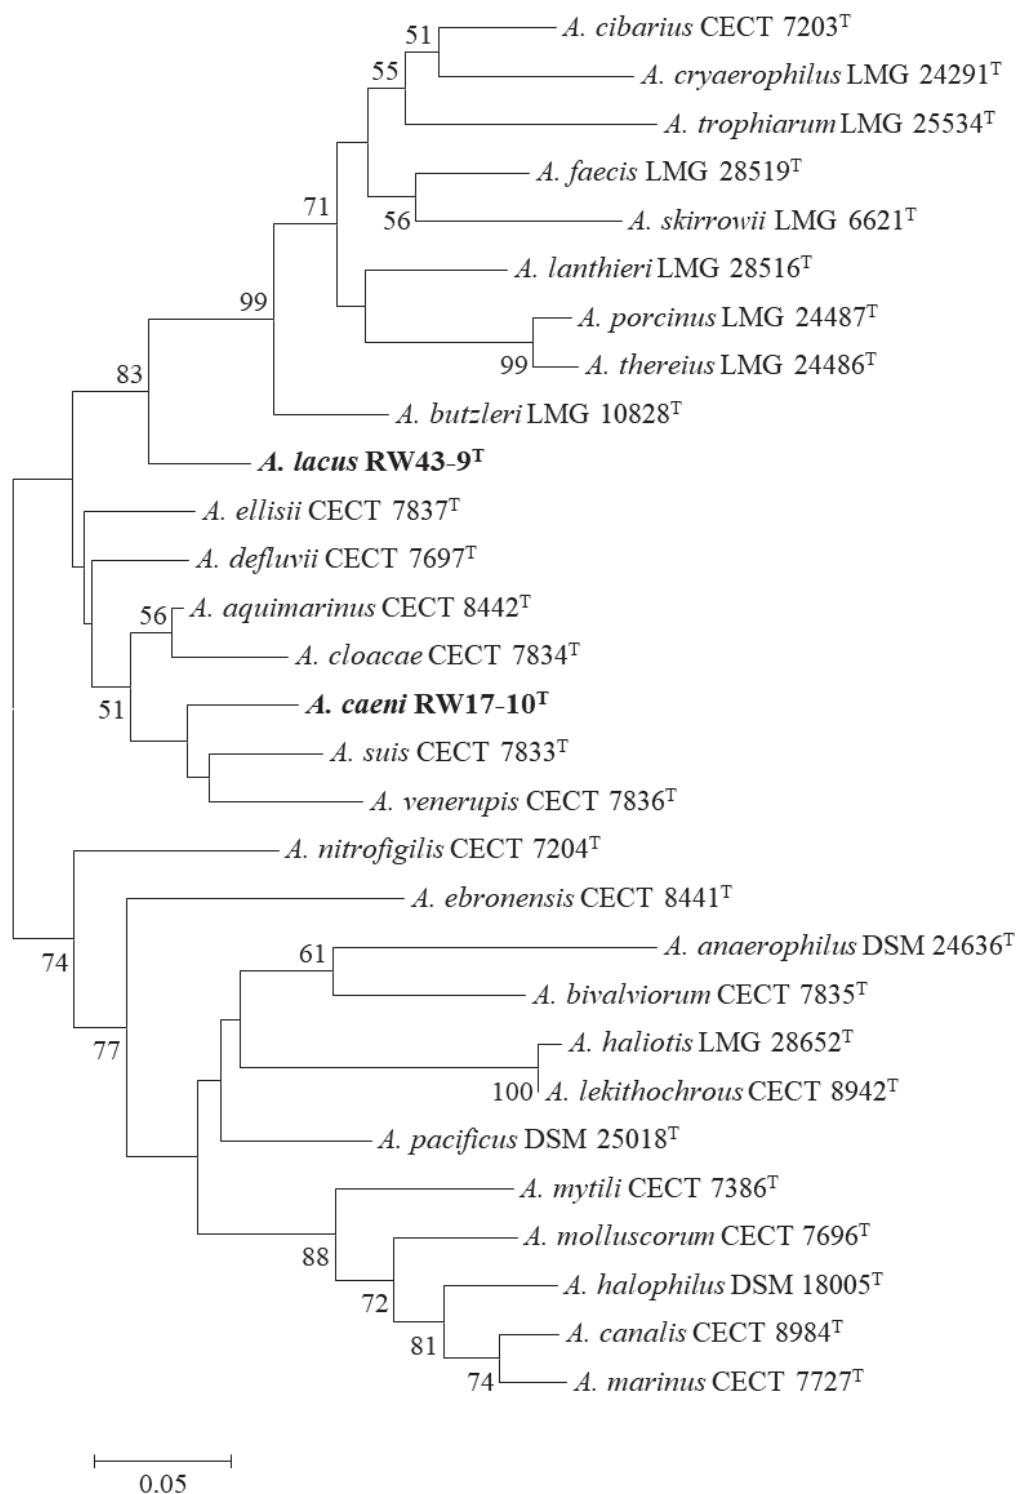 51
A. cibarius CECT 7203ᵀ
55
A. cryaerophilus LMG 24291ᵀ
A. trophiarum LMG 25534ᵀ
A. faecis LMG 28519ᵀ
71
56
A. skirrowii LMG 6621ᵀ
A. lanthieri LMG 28516ᵀ
99
A. porcinus LMG 24487ᵀ
99
A. thereius LMG 24486ᵀ
83
A. butzleri LMG 10828ᵀ
A. lacus RW43-9ᵀ
A. ellisii CECT 7837ᵀ
A. defluvii CECT 7697ᵀ
56
A. aquimarinus CECT 8442ᵀ
A. cloacae CECT 7834ᵀ
51
A. caeni RW17-10ᵀ
A. suis CECT 7833ᵀ
A. venerupis CECT 7836ᵀ
A. nitrofigilis CECT 7204ᵀ
A. ebronensis CECT 8441ᵀ
74
61
A. anaerophilus DSM 24636ᵀ
A. bivalviorum CECT 7835ᵀ
77
A. haliotis LMG 28652ᵀ
100
A. lekithochrous CECT 8942ᵀ
A. pacificus DSM 25018ᵀ
A. mytili CECT 7386ᵀ
88
A. molluscorum CECT 7696ᵀ
72
A. halophilus DSM 18005ᵀ
81
A. canalis CECT 8984ᵀ
74
A. marinus CECT 7727ᵀ
0.05